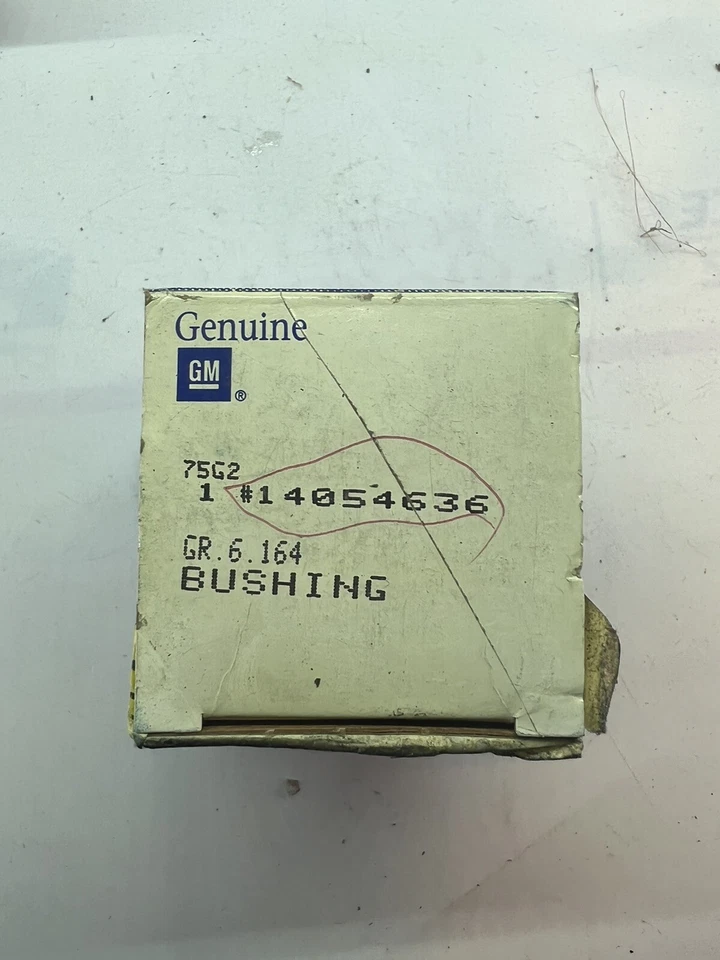 Genuine
GM ®
75G2
1 #14054636
GR.6.164
BUSHING